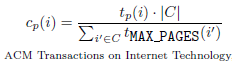 c_p(i) = \frac{t_p(i) \cdot |C|}{\sum_{i' \in C} t_{\texttt{MAX\_PAGES}}(i')}
ACM Transactions on Internet Technology